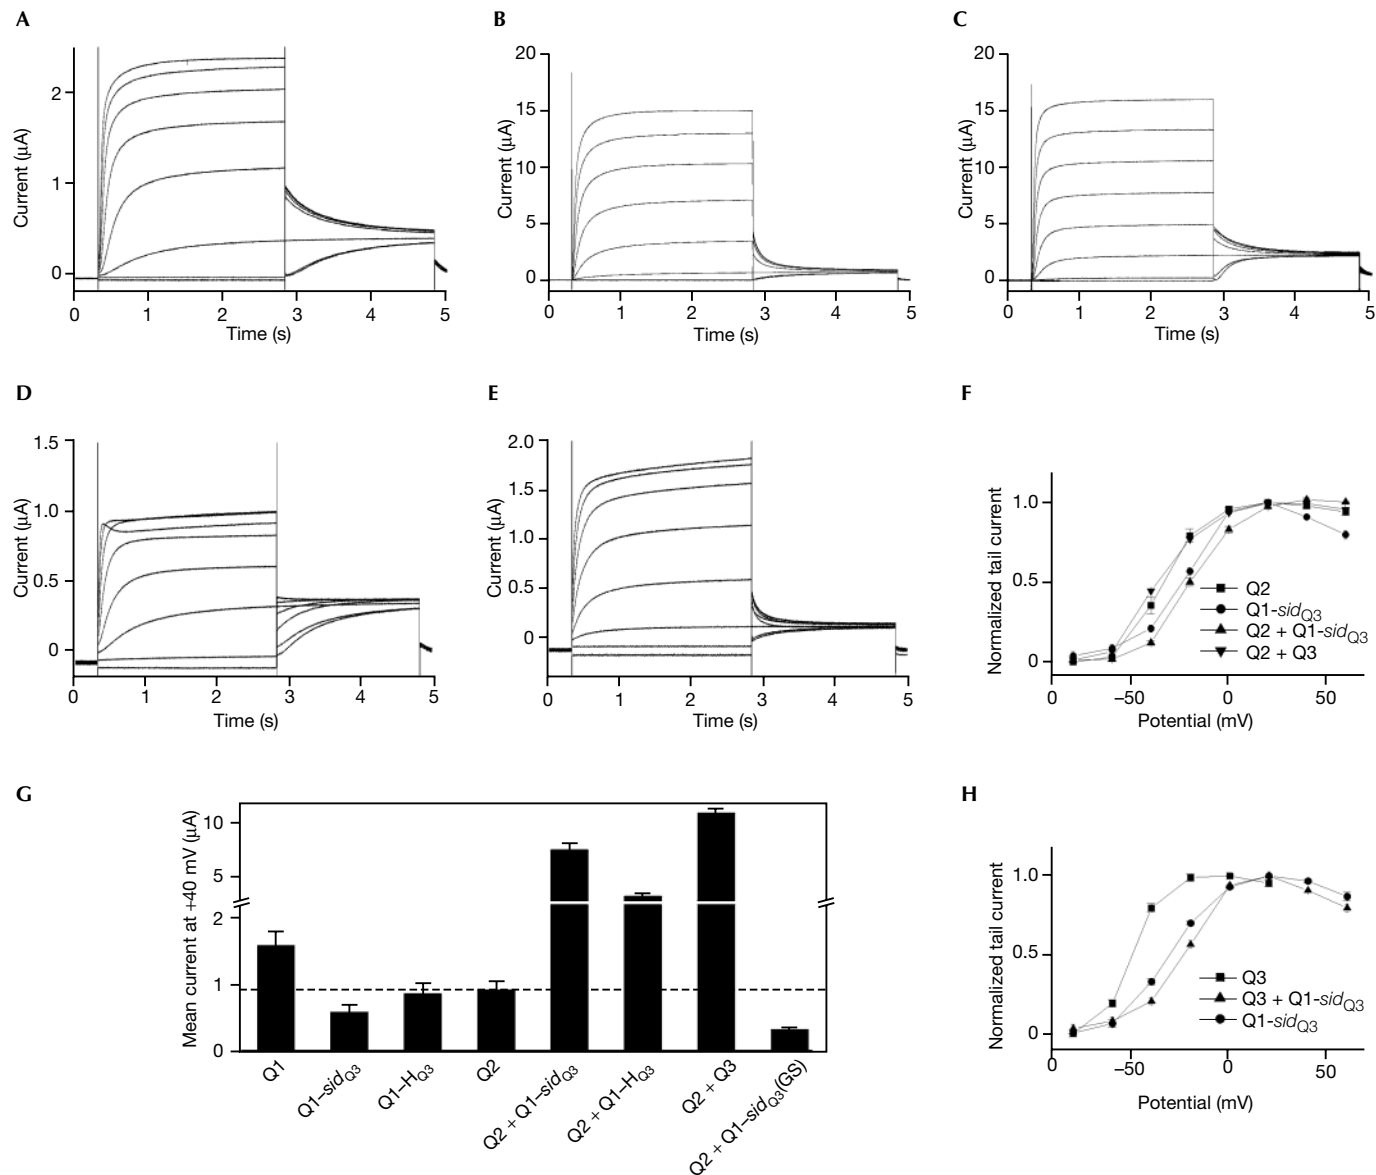 A
B
C
2
1
0
Current (μA)
0 1 2 3 4 5
Time (s)
20
15
10
5
0
Current (μA)
0 1 2 3 4 5
Time (s)
20
15
10
5
0
Current (μA)
0 1 2 3 4 5
Time (s)
D
E
F
1.5
1.0
0.5
0
Current (μA)
0 1 2 3 4 5
Time (s)
2.0
1.5
1.0
0.5
0
Current (μA)
0 1 2 3 4 5
Time (s)
1.0
0.5
0
Normalized tail current
Q2
Q1-sidQ3
Q2 + Q1-sidQ3
Q2 + Q3
0 –50 0 50
Potential (mV)
G
H
10
5
2
1
0
Mean current at +40 mV (μA)
Q1
Q1–sidQ3
Q1–HQ3
Q2
Q2 + Q1–sidQ3
Q2 + Q1–HQ3
Q2 + Q3
Q2 + Q1–sidQ3(GS)
1.0
0.5
0
Normalized tail current
Q3
Q3 + Q1-sidQ3
Q1-sidQ3
0 –50 0 50
Potential (mV)